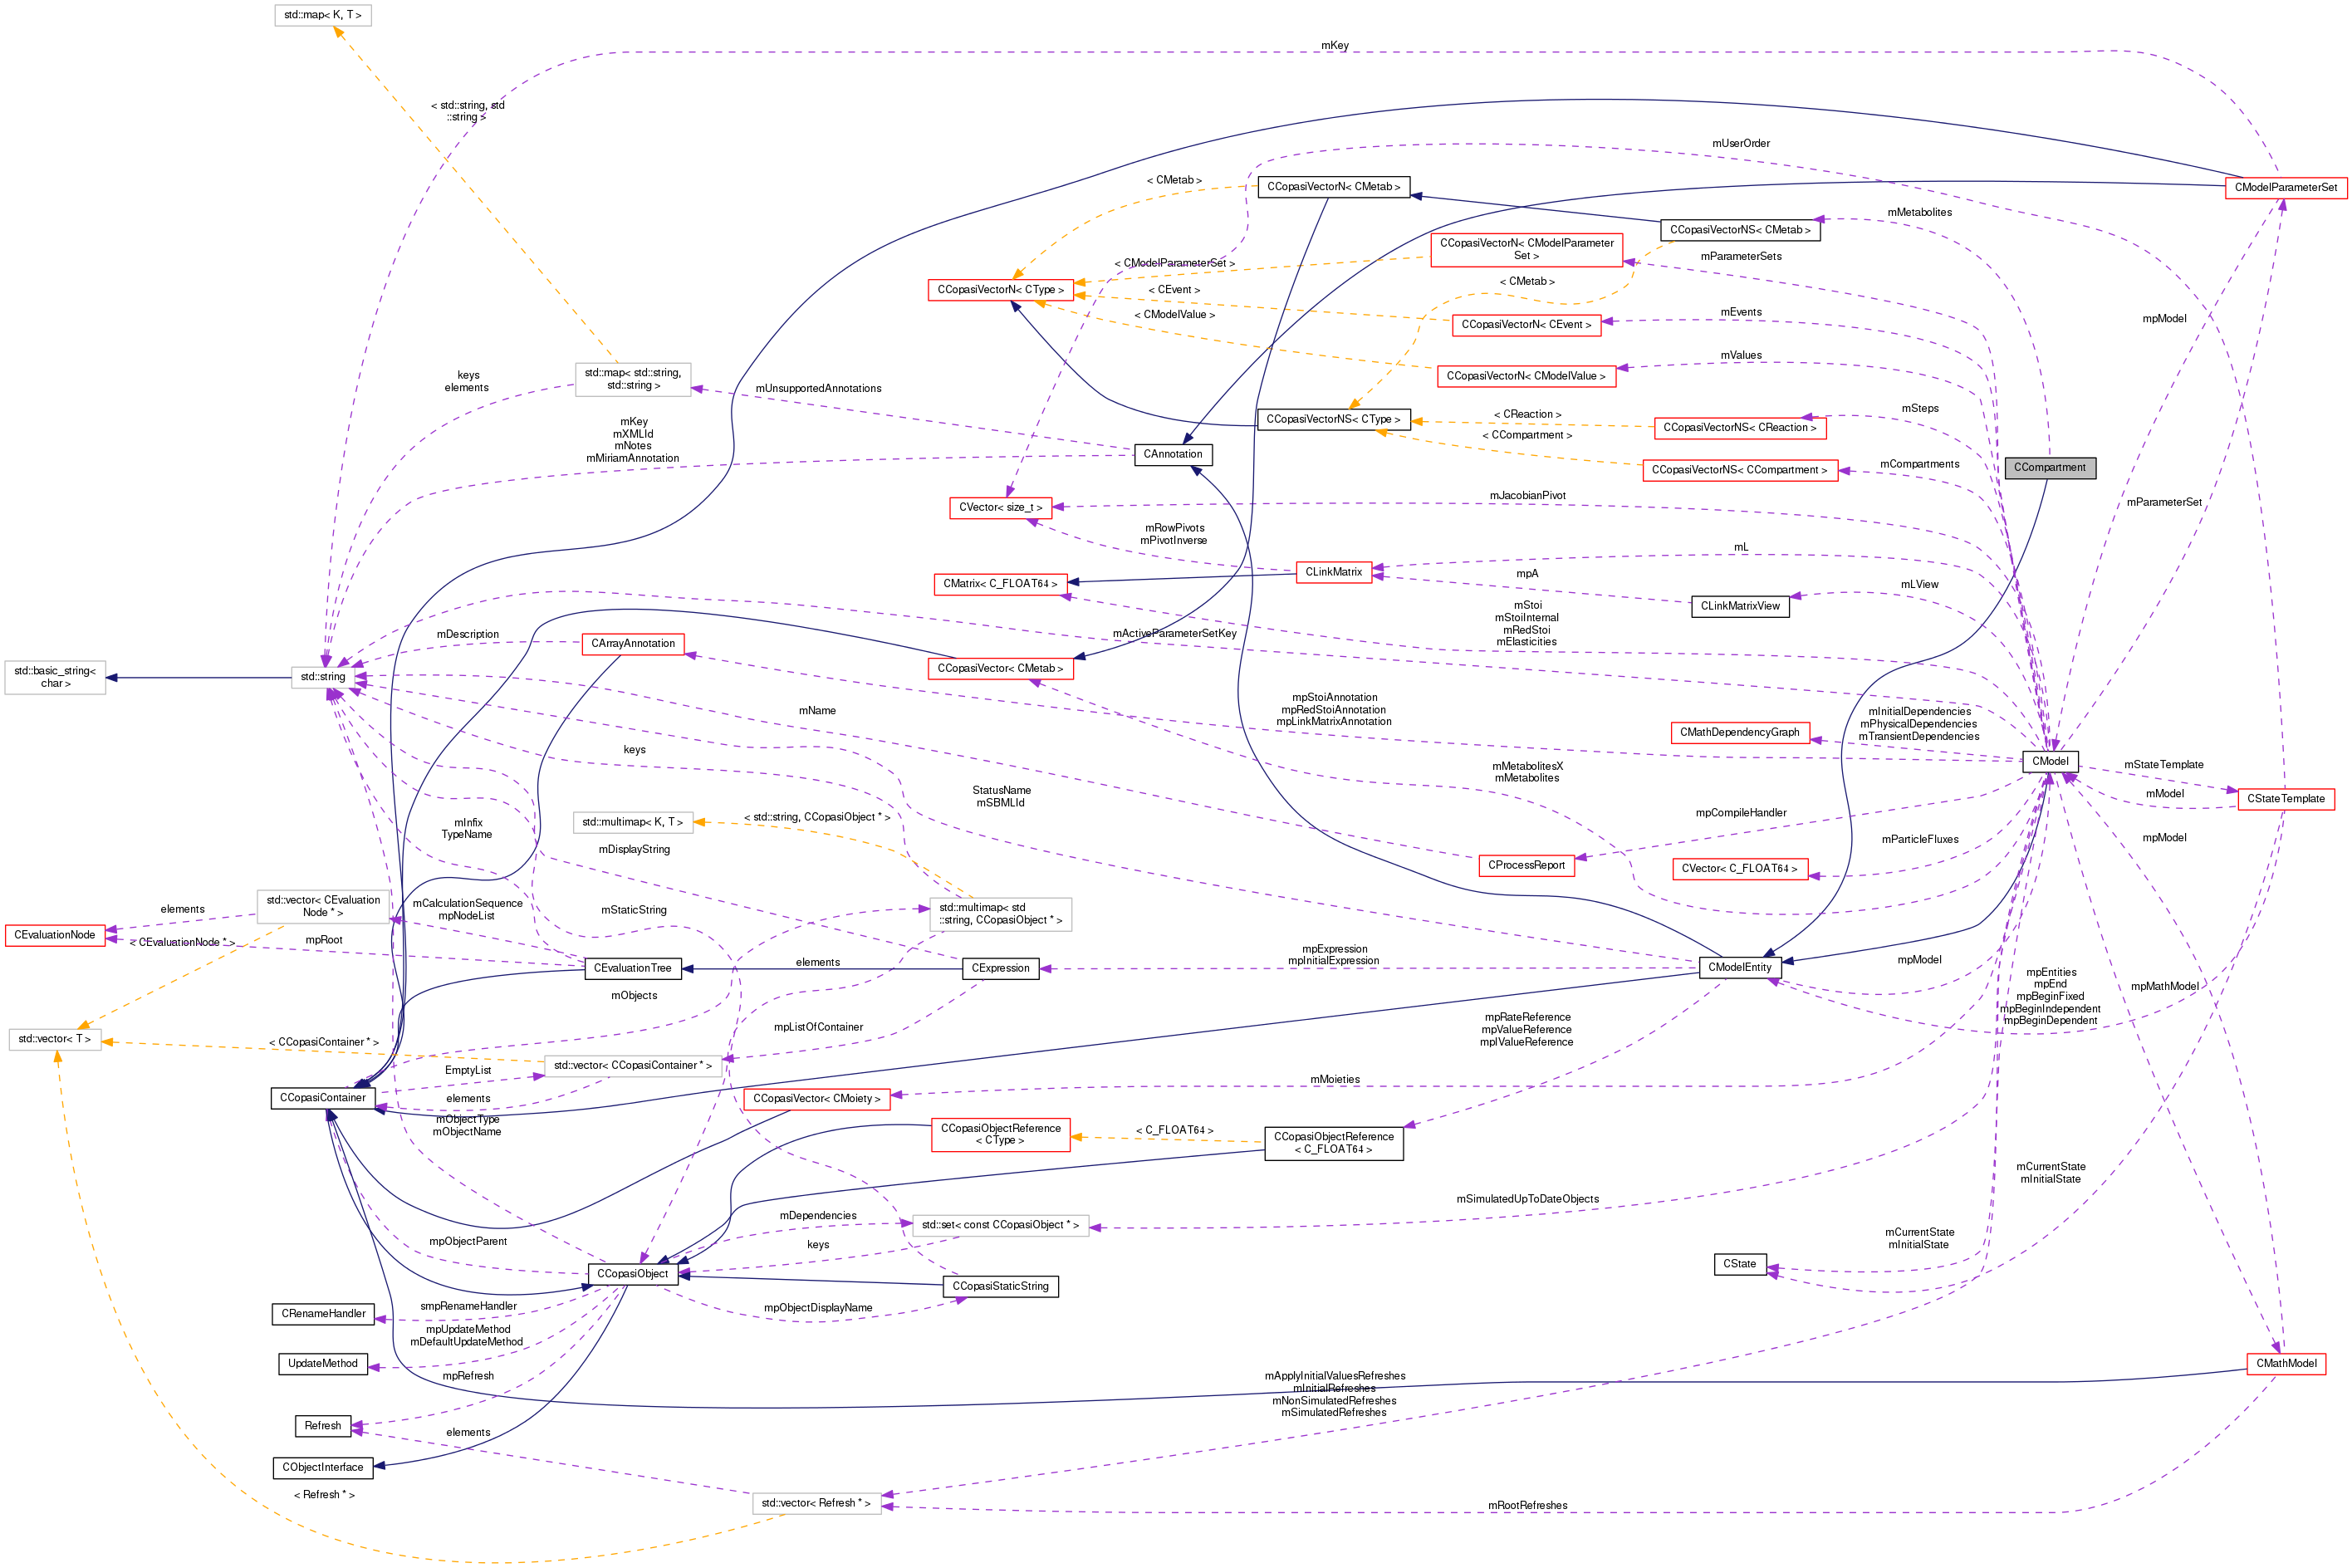 std::map< K, T >
mKey
< std::string, std
::string >
mUserOrder
CCopasiVectorN< CMetab >
< CMetab >
CModelParameterSet
mMetabolites
CCopasiVectorNS< CMetab >
CCopasiVectorN< CModelParameter
Set >
mParameterSets
< CModelParameterSet >
CCopasiVectorN< CType >
< CEvent >
< CMetab >
mEvents
mpModel
< CModelValue >
CCopasiVectorN< CEvent >
mValues
std::map< std::string,
std::string >
keys
elements
mUnsupportedAnnotations
CCopasiVectorN< CModelValue >
mSteps
CCopasiVectorNS< CType >
< CReaction >
CCopasiVectorNS< CReaction >
mKey
mXMLId
mNotes
mMiriamAnnotation
< CCompartment >
CAnnotation
mCompartments
CCompartment
CCopasiVectorNS< CCompartment >
mJacobianPivot
mParameterSet
CVector< size_t >
mRowPivots
mPivotInverse
mL
CLinkMatrix
mpA
CMatrix< C_FLOAT64 >
mLView
CLinkMatrixView
mStoi
mStoiInternal
mRedStoi
mElasticities
mDescription
CArrayAnnotation
mActiveParameterSetKey
CCopasiVector< CMetab >
std::basic_string<
char >
std::string
mName
mpStoiAnnotation
mpRedStoiAnnotation
mpLinkMatrixAnnotation
mInitialDependencies
mPhysicalDependencies
mTransientDependencies
CMathDependencyGraph
keys
CModel
mMetabolitesX
mMetabolites
mStateTemplate
StatusName
mSBMLId
mModel
CStateTemplate
std::multimap< K, T >
< std::string, CCopasiObject * >
mInfix
TypeName
mpCompileHandler
mParticleFluxes
mpModel
mDisplayString
CProcessReport
CVector< C_FLOAT64 >
std::vector< CEvaluation
Node * >
elements
mCalculationSequence
mpNodeList
mStaticString
std::multimap< std
::string, CCopasiObject * >
CEvaluationNode
< CEvaluationNode * >
mpRoot
CEvaluationTree
elements
CExpression
mpExpression
mpInitialExpression
CModelEntity
mpModel
mpEntities
mpEnd
mpBeginFixed
mpBeginIndependent
mpBeginDependent
mpMathModel
mObjects
mpRateReference
mpValueReference
mpIValueReference
std::vector< T >
< CCopasiContainer * >
mpListOfContainer
std::vector< CCopasiContainer * >
EmptyList
mMoieties
CCopasiContainer
elements
CCopasiVector< CMoiety >
mObjectType
mObjectName
CCopasiObjectReference
< CType >
< C_FLOAT64 >
CCopasiObjectReference
< C_FLOAT64 >
mCurrentState
mInitialState
mSimulatedUpToDateObjects
mDependencies
std::set< const CCopasiObject * >
mpObjectParent
keys
mCurrentState
mInitialState
CState
CCopasiObject
CCopasiStaticString
CRenameHandler
smpRenameHandler
mpObjectDisplayName
mpUpdateMethod
mDefaultUpdateMethod
UpdateMethod
mpRefresh
CMathModel
mApplyInitialValuesRefreshes
mInitialRefreshes
mNonSimulatedRefreshes
mSimulatedRefreshes
Refresh
elements
CObjectInterface
< Refresh * >
std::vector< Refresh * >
mRootRefreshes